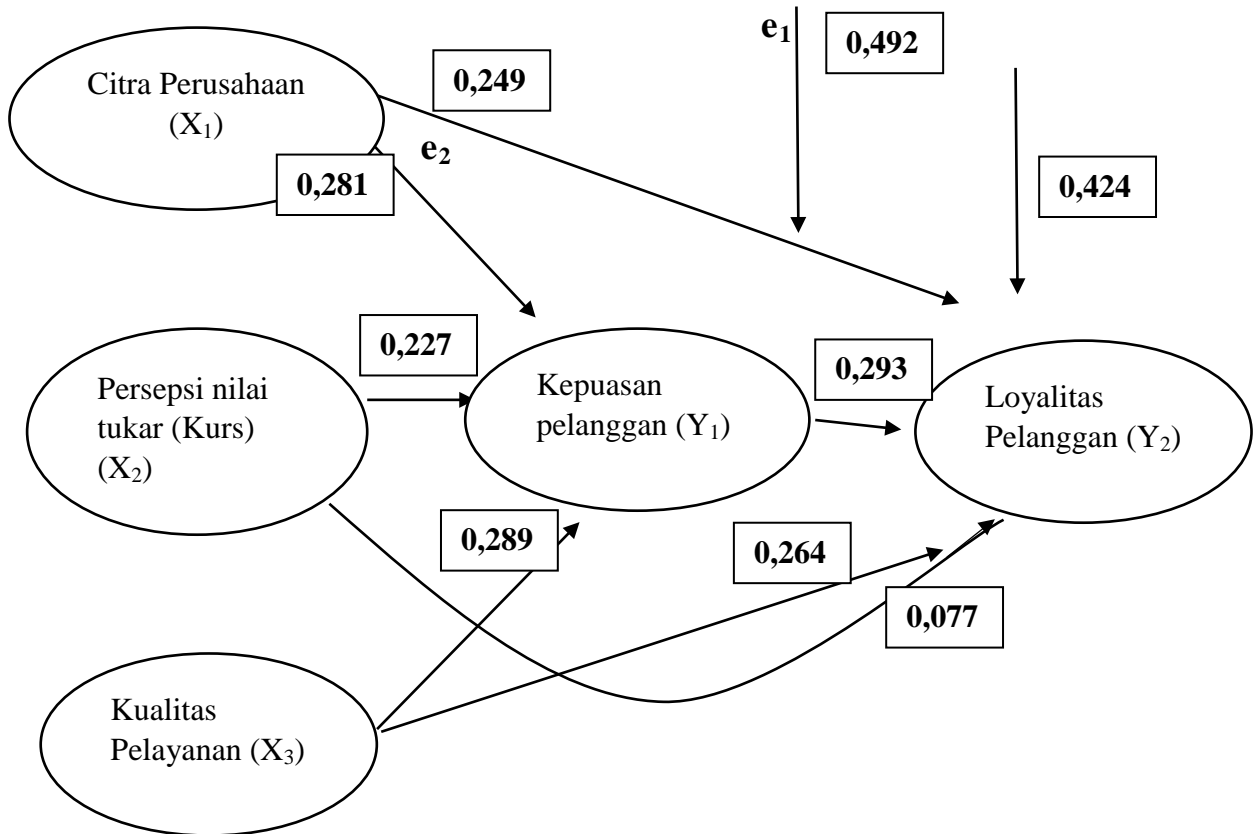 e₁
0,492
Citra Perusahaan
(X₁)
0,249
e₂
0,281
0,424
0,227
Persepsi nilai
tukar (Kurs)
(X₂)
Kepuasan
pelanggan (Y₁)
0,293
Loyalitas
Pelanggan (Y₂)
0,289
0,264
0,077
Kualitas
Pelayanan (X₃)